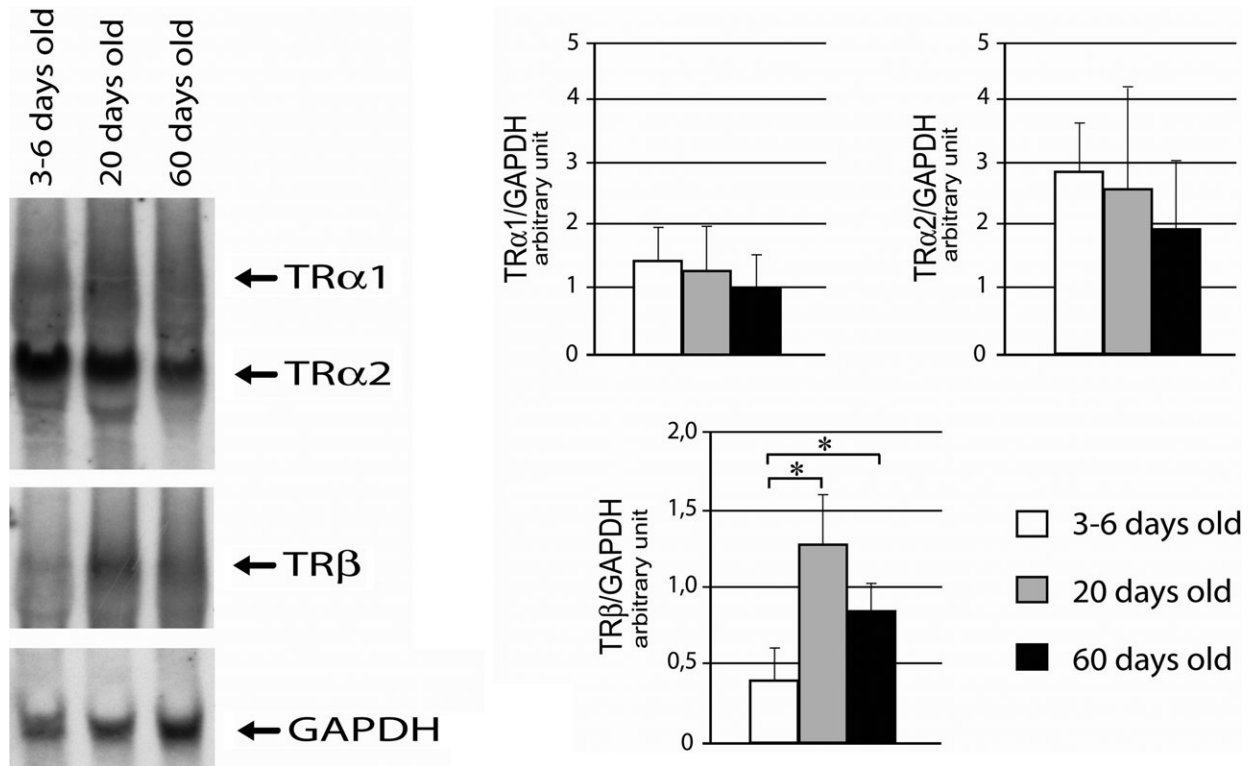 3-6 days old
20 days old
60 days old
TRα1
TRα2
TRβ
GAPDH
TRα1/GAPDH
arbitrary unit
5
4
3
2
1
0
TRα2/GAPDH
arbitrary unit
5
4
3
2
1
0
TRβ/GAPDH
arbitrary unit
2,0
1,5
1,0
0,5
0
*
*
3-6 days old
20 days old
60 days old